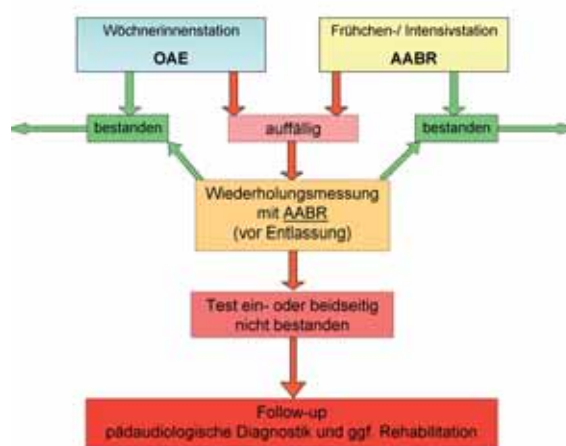 Wöchnerinnenstation
OAE
Frühchen-/ Intensivstation
AABR
bestanden
auffällig
bestanden
Wiederholungsmessung
mit AABR
(vor Entlassung)
Test ein- oder beidseitig
nicht bestanden
Follow-up
pädaudiologische Diagnostik und ggf. Rehabilitation